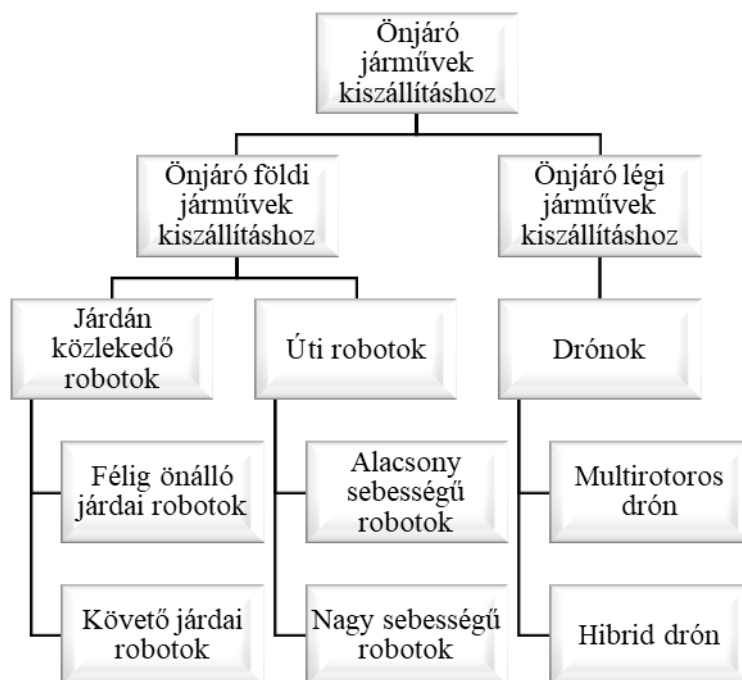 Önjáró
járművek
kiszállításhoz
Önjáró földi
járművek
kiszállításhoz
Önjáró légi
járművek
kiszállításhoz
Járdán
közlekedő
robotok
Úti robotok
Drónok
Félig önálló
járdai robotok
Alacsony
sebességű
robotok
Multirotoros
drón
Követő járdai
robotok
Nagy sebességű
robotok
Hibrid drón